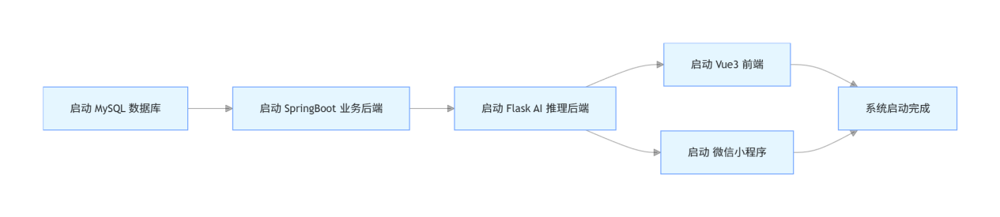 启动 MySQL 数据库
启动 SpringBoot 业务后端
启动 Flask AI 推理后端
启动 Vue3 前端
启动 微信小程序
系统启动完成